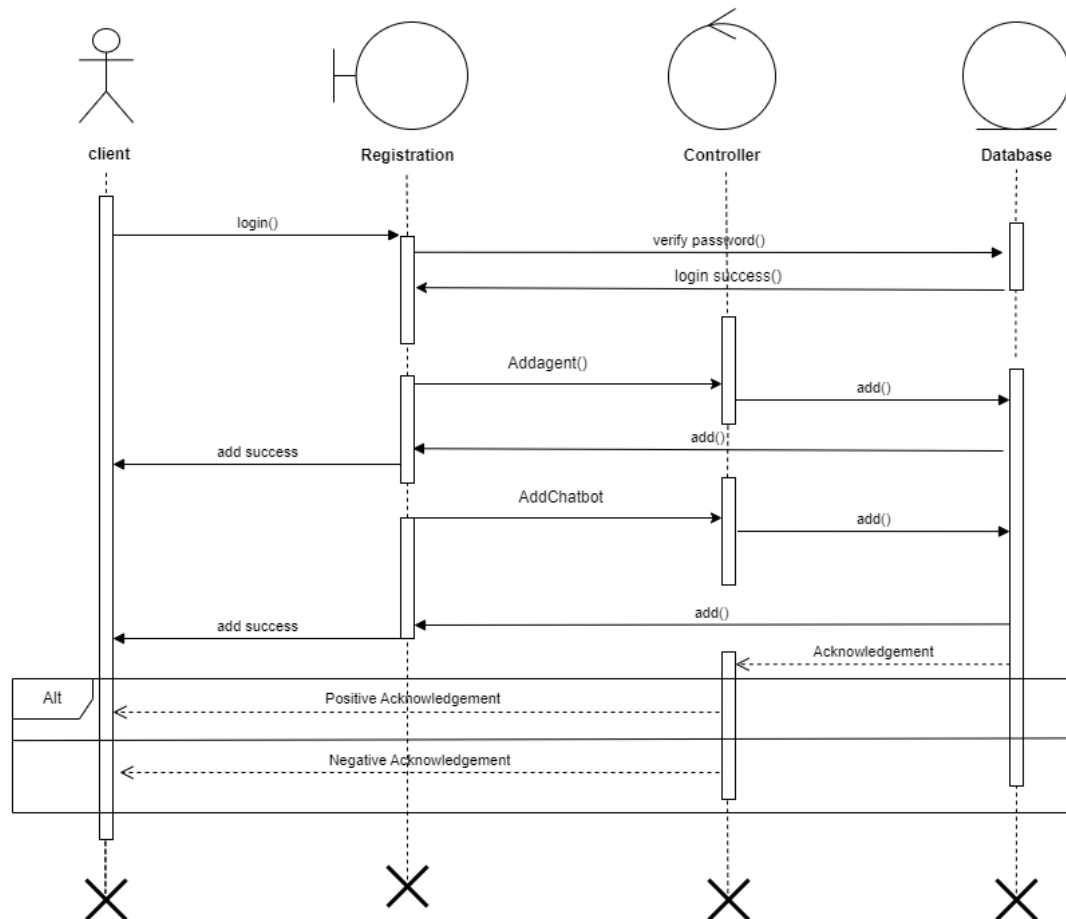 client
Registration
Controller
Database
login()
verify password()
login success()
Addagent()
add()
add()
add success
AddChatbot
add()
add()
add success
Acknowledgement
Alt
Positive Acknowledgement
Negative Acknowledgement